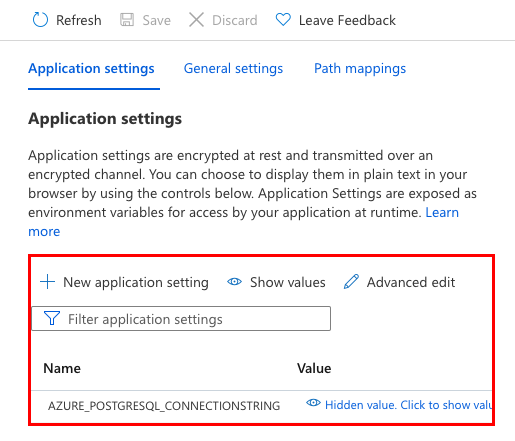 Refresh Save Discard Leave Feedback
Application settings General settings Path mappings
Application settings
Application settings are encrypted at rest and transmitted over an
encrypted channel. You can choose to display them in plain text in your
browser by using the controls below. Application Settings are exposed as
environment variables for access by your application at runtime. Learn
more
New application setting Show values Advanced edit
Filter application settings
Name Value
AZURE_POSTGRESQL_CONNECTIONSTRING Hidden value. Click to show valu